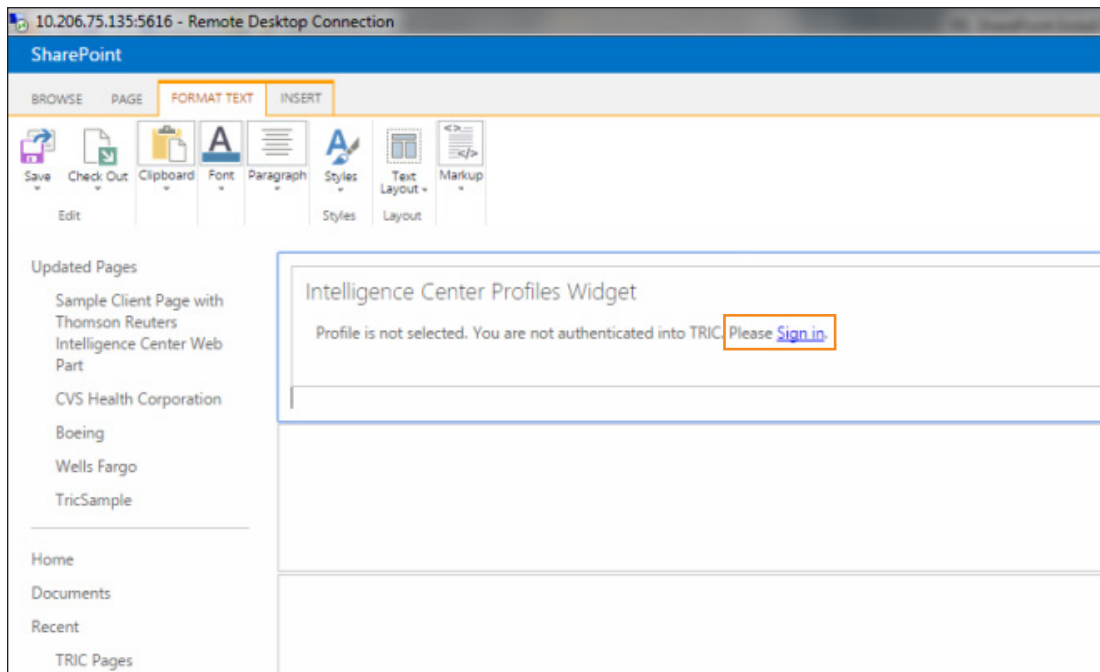 10.206.75.135:5616 - Remote Desktop Connection
SharePoint
BROWSE PAGE FORMAT TEXT INSERT
Save Check Out Clipboard Font Paragraph Styles Text Layout Markup
Edit Styles Layout
Updated Pages
Sample Client Page with
Thomson Reuters
Intelligence Center Web
Part
CVS Health Corporation
Boeing
Wells Fargo
TricSample
Home
Documents
Recent
TRIC Pages
Intelligence Center Profiles Widget
Profile is not selected. You are not authenticated into TRIC. Please Sign in.